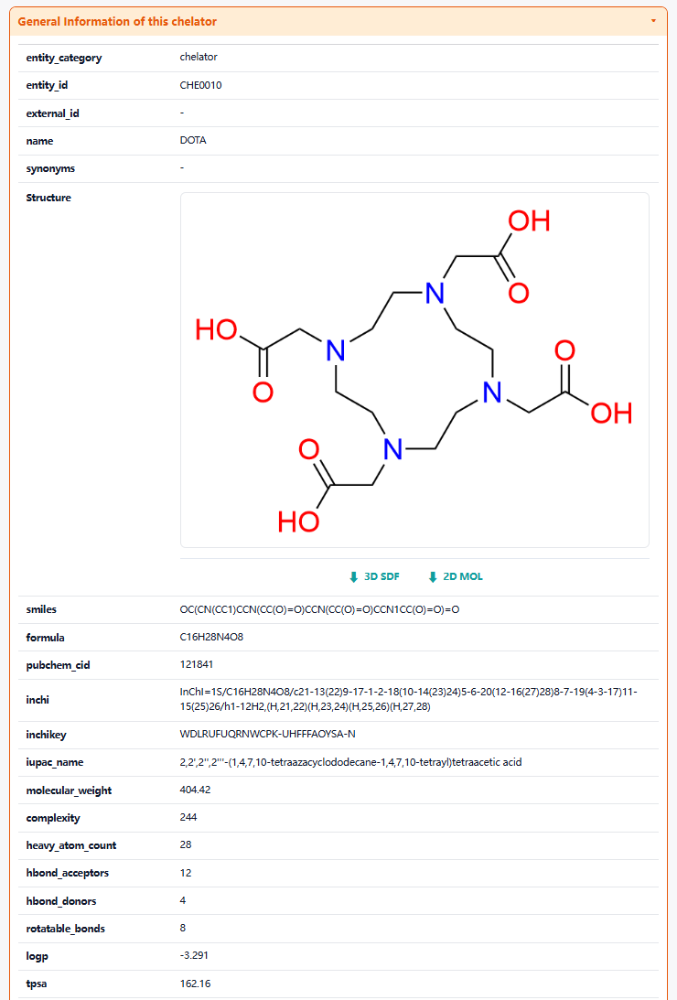 General Information of this chelator
entity_category chelator
entity_id CHE0010
external_id -
name DOTA
synonyms -
Structure
OH
N
O
HO
N
O
O
N
OH
O
N
HO
3D SDF 2D MOL
smiles OC(CN(CC1)CCN(CC(O)=O)CCN(CC(O)=O)CCN1CC(O)=O)=O
formula C16H28N4O8
pubchem_cid 121841
inchi InChI=1S/C16H28N4O8/c21-13(22)9-17-1-2-18(10-14(23)24)5-6-20(12-16(27)28)8-7-19(4-3-17)11-
15(25)26/h1-12H2,(H,21,22)(H,23,24)(H,25,26)(H,27,28)
inchikey WDLRUFUQRNWCPK-UHFFFAOYSA-N
iupac_name 2,2',2'',2'''-(1,4,7,10-tetraazacyclododecane-1,4,7,10-tetrayl)tetraacetic acid
molecular_weight 404.42
complexity 244
heavy_atom_count 28
hbond_acceptors 12
hbond_donors 4
rotatable_bonds 8
logp -3.291
tpsa 162.16